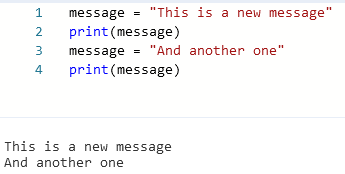 1 message = "This is a new message"
2 print(message)
3 message = "And another one"
4 print(message)
This is a new message
And another one